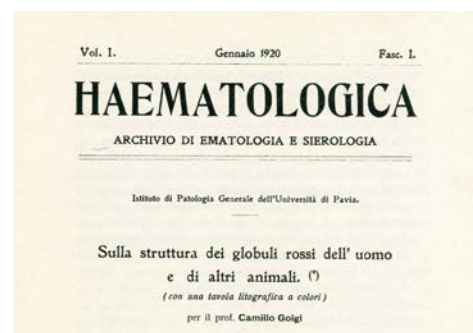 Vol. I. Gennaio 1920 Fasc. I.
HAEMATOLOGICA
ARCHIVIO DI EMATOLOGIA E SIEROLOGIA
Istituto di Patologia Generale dell'Università di Pavia.
Sulla struttura dei globuli rossi dell' uomo
e di altri animali. (*)
(con una tavola litografica a colori)
per il prof. Camillo Golgi